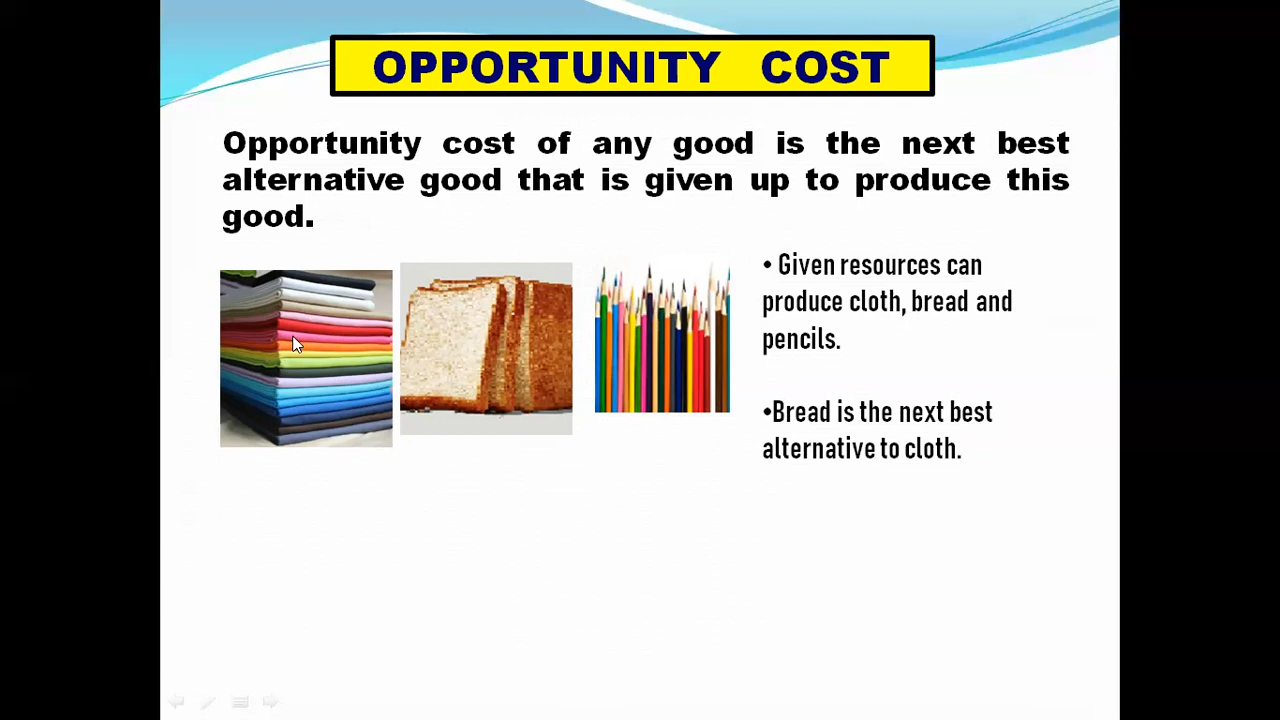 OPPORTUNITY COST
Opportunity cost of any good is the next best
alternative good that is given up to produce this
good.
• Given resources can
produce cloth, bread and
pencils.
•Bread is the next best
alternative to cloth.